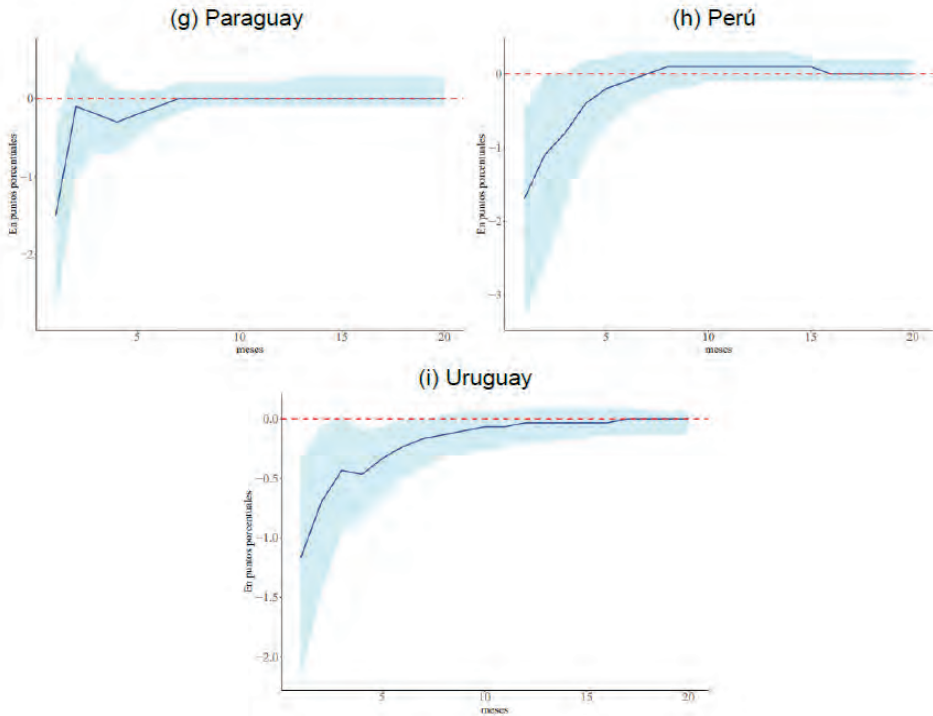 (g) Paraguay
En puntos porcentuales
0
−1
−2
5
10
15
20
meses
(h) Perú
En puntos porcentuales
0
−1
−2
−3
5
10
15
20
meses
(i) Uruguay
En puntos porcentuales
0.0
−0.5
−1.0
−1.5
−2.0
5
10
15
20
meses